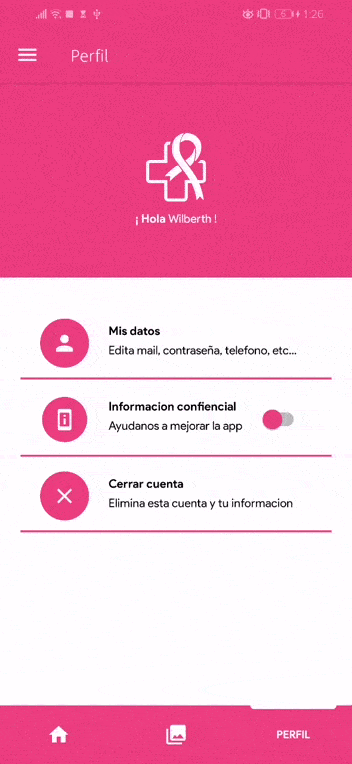 1:26
Perfil
¡ Hola Wilberth !
Mis datos
Edita mail, contraseña, telefono, etc...
Informacion confiencial
Ayudanos a mejorar la app
Cerrar cuenta
Elimina esta cuenta y tu informacion
PERFIL